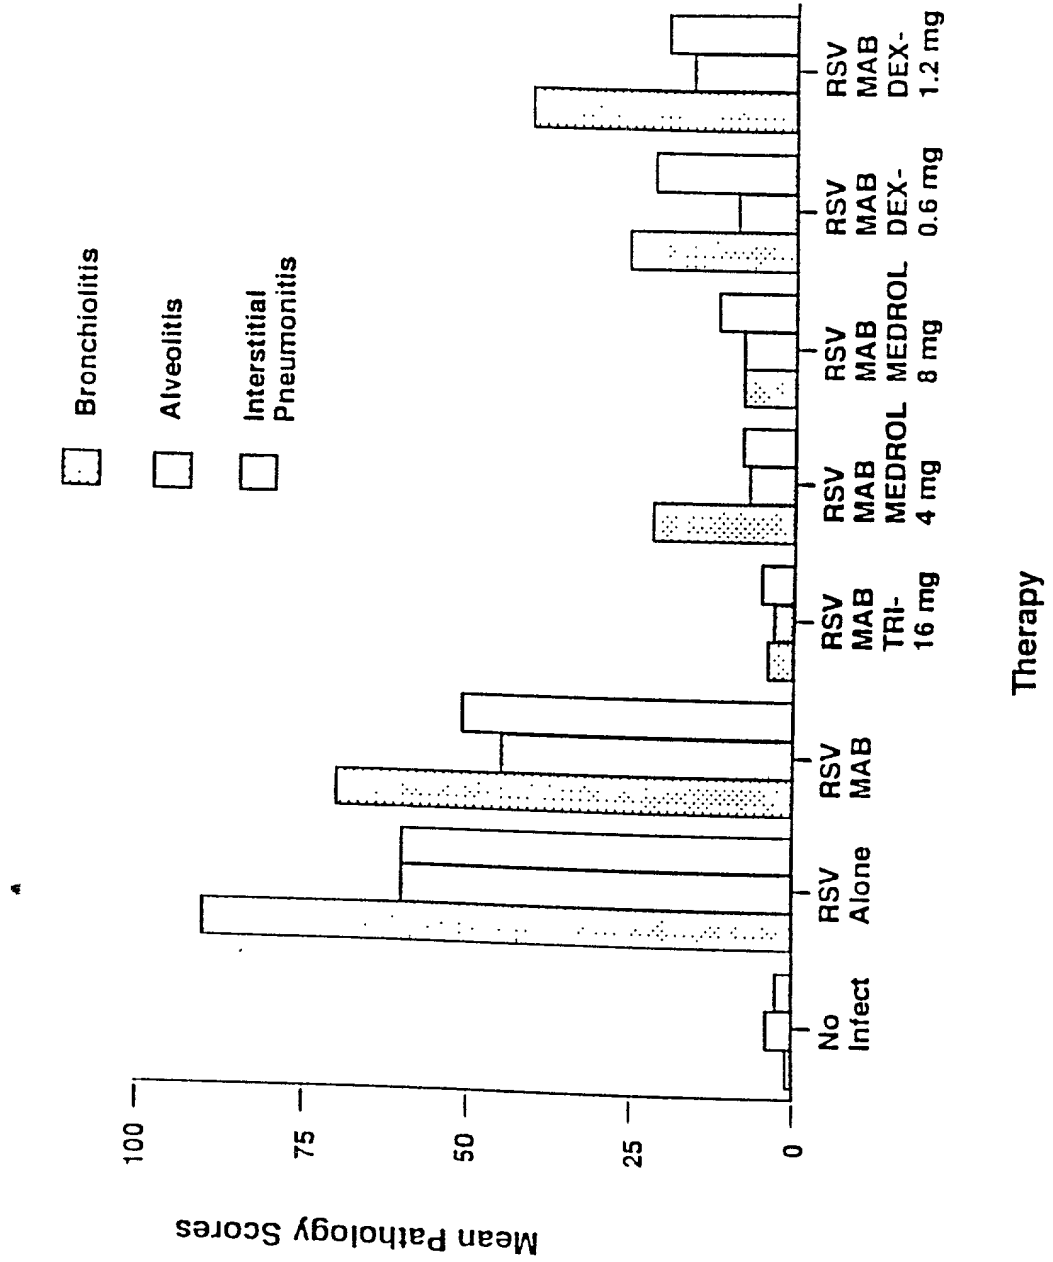 Bronchiolitis
Alveolitis
Interstitial
Pneumonitis
Mean Pathology Scores
100
75
50
25
0
No
Infect
RSV
Alone
RSV
MAB
RSV
MAB
TRI-
16 mg
RSV
MAB
MEDROL
4 mg
RSV
MAB
MEDROL
8 mg
RSV
MAB
DEX-
0.6 mg
RSV
MAB
DEX-
1.2 mg
Therapy